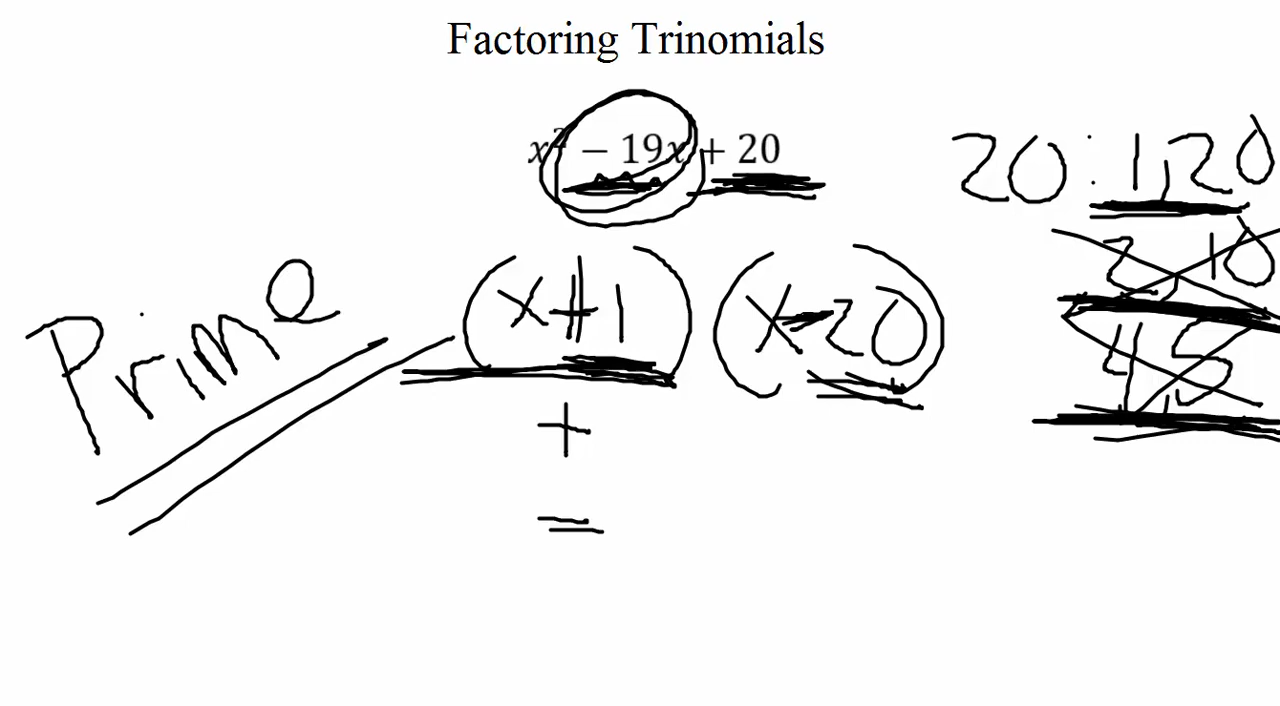 Factoring Trinomials
x² − 19x + 20
20 : 1, 20
2, 10
4, 5
(x + 1) (x - 20)
Prime
+
=